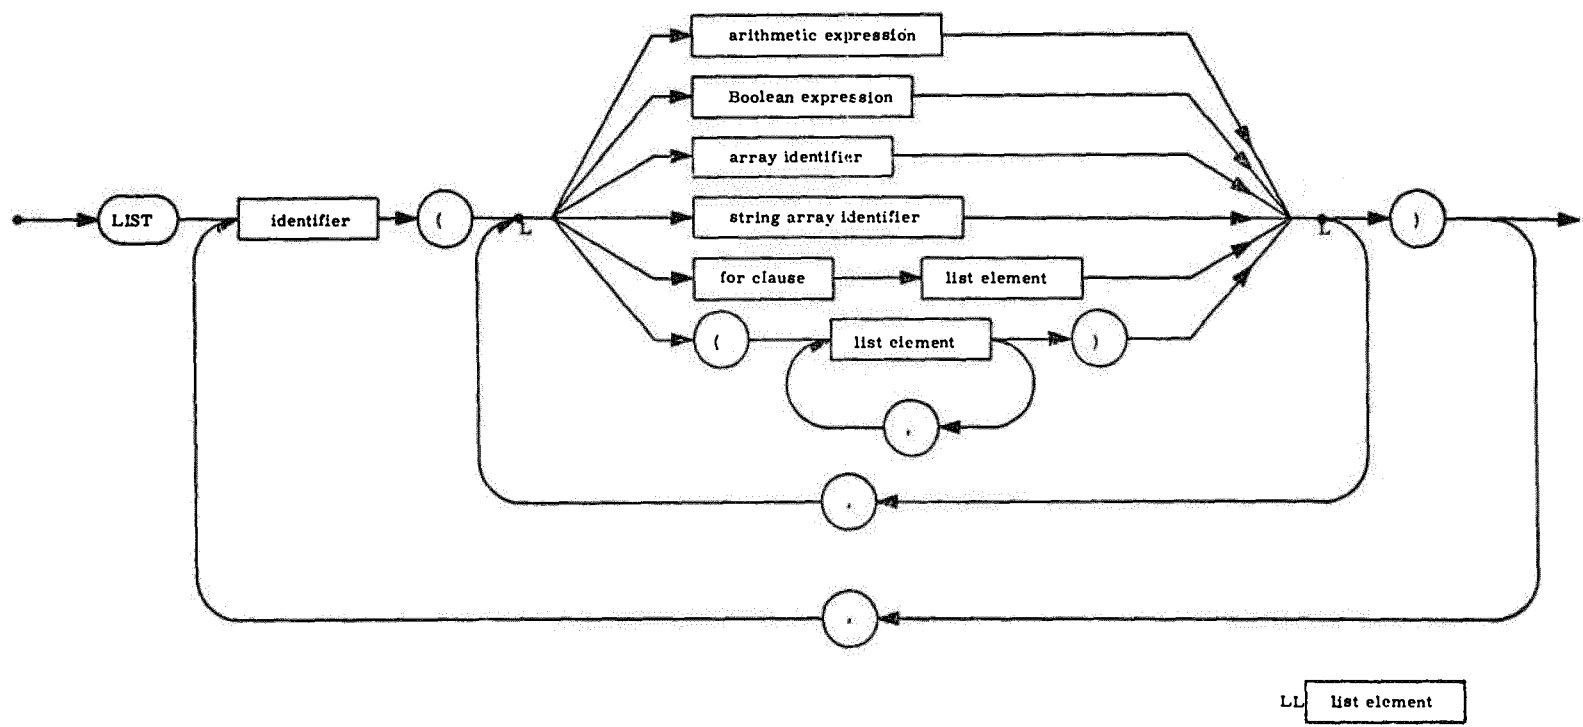 arithmetic expression
Boolean expression
array identifier
LIST identifier ( L string array identifier L )
for clause list element
( list element )
,
,
,
LL list element